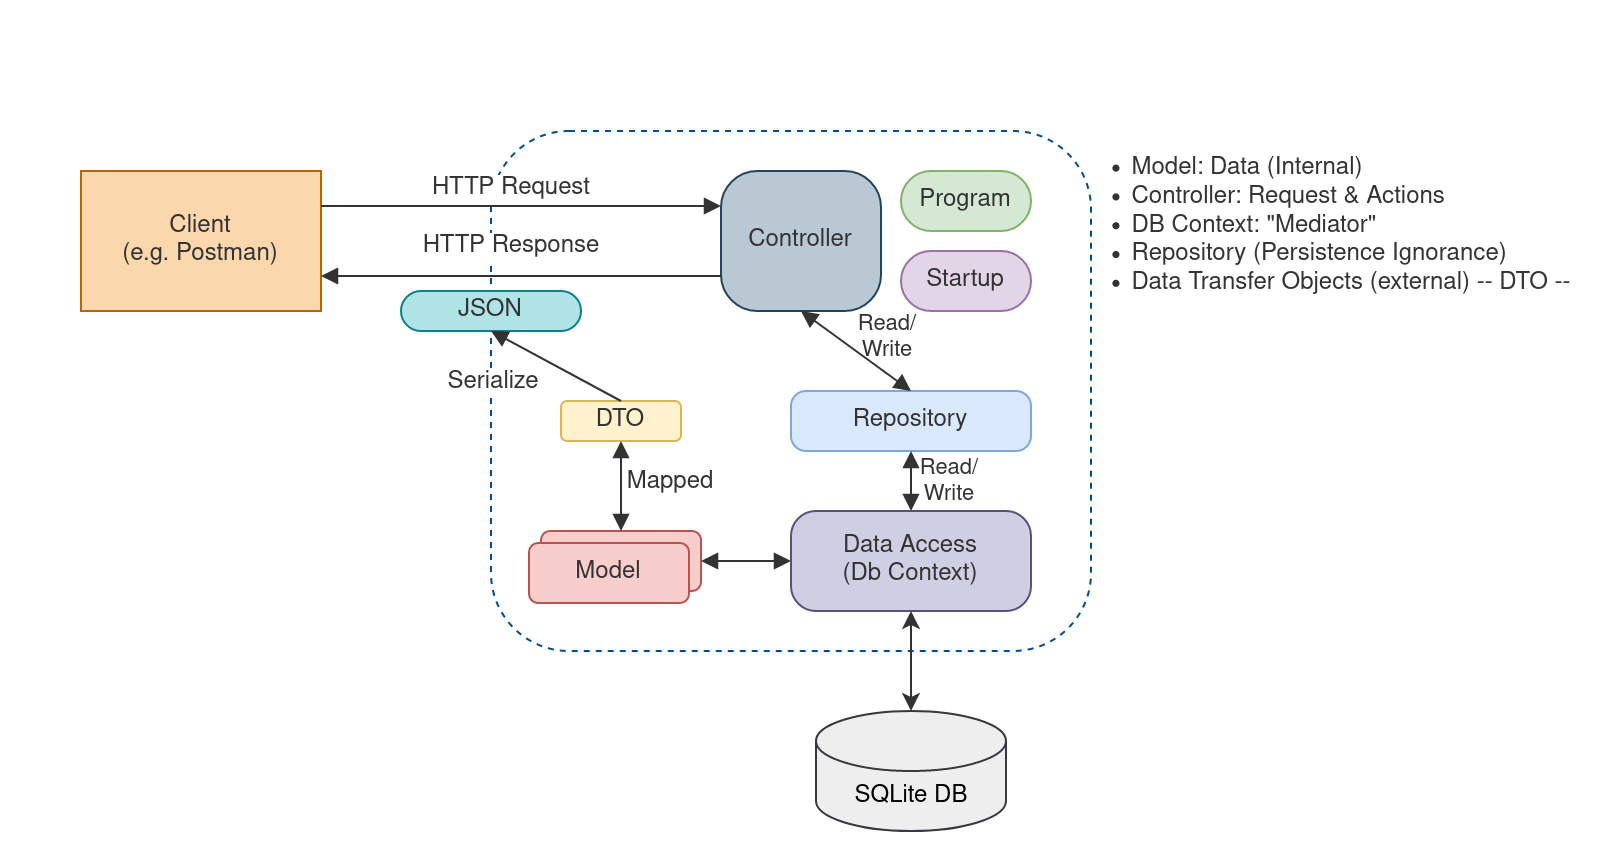 Client
(e.g. Postman)
HTTP Request
HTTP Response
JSON
Serialize
DTO
Mapped
Model
Controller
Program
Startup
Read/
Write
Repository
Read/
Write
Data Access
(Db Context)
SQLite DB
• Model: Data (Internal)
• Controller: Request & Actions
• DB Context: "Mediator"
• Repository (Persistence Ignorance)
• Data Transfer Objects (external) -- DTO --